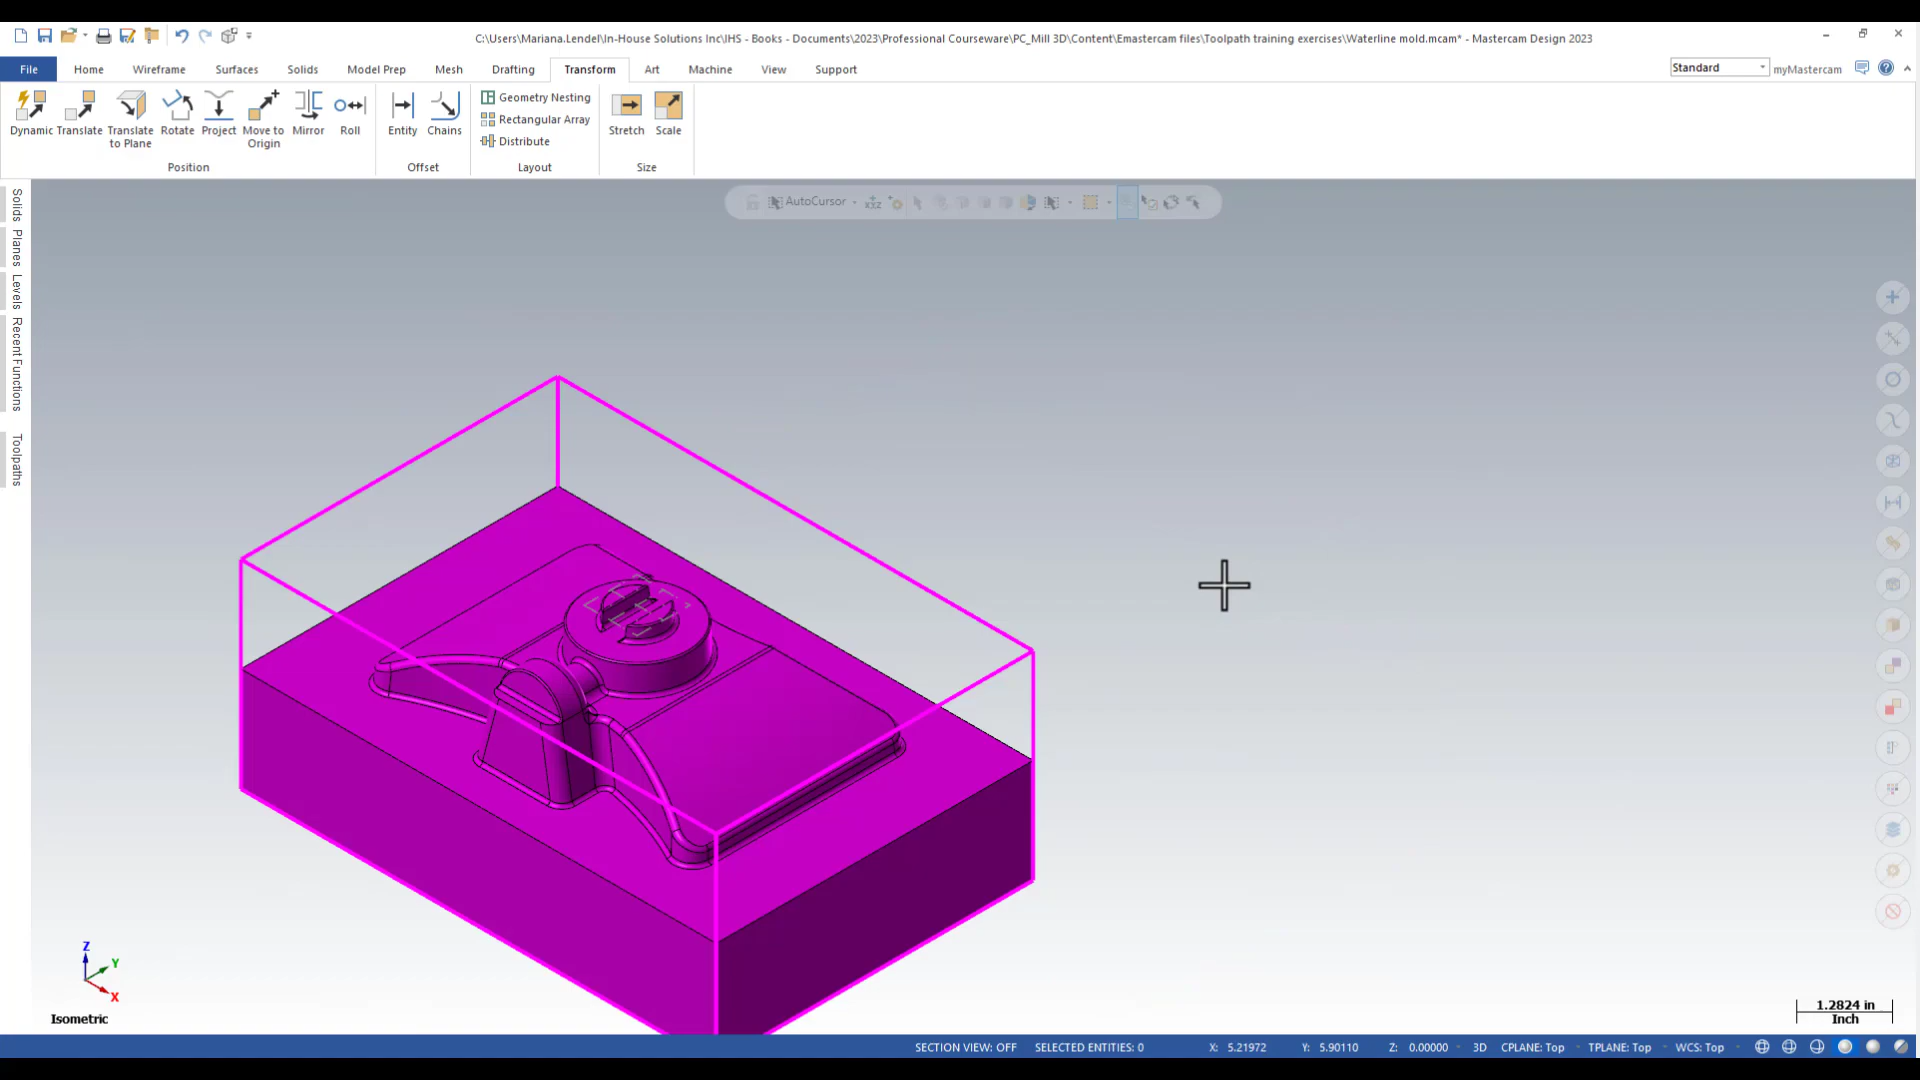 C:\Users\Mariana.Lendel\In-House Solutions Inc\IHS - Books - Documents\2023\Professional Courseware\PC_Mill 3D\Content\Emastercam files\Toolpath training exercises\Waterline mold.mcam* - Mastercam Design 2023
File Home Wireframe Surfaces Solids Model Prep Mesh Drafting Transform Art Machine View Support
Standard myMastercam
Dynamic Translate Translate to Plane Rotate Project Move to Origin Mirror Roll
Position
Entity Chains
Offset
Geometry Nesting
Rectangular Array
Distribute
Layout
Stretch Scale
Size
AutoCursor
Solids
Planes
Levels
Recent Functions
Toolpaths
Z
Y
X
Isometric
1.2824 in
Inch
SECTION VIEW: OFF SELECTED ENTITIES: 0 X: 5.21972 Y: 5.90110 Z: 0.00000 3D CPLANE: Top TPLANE: Top WCS: Top